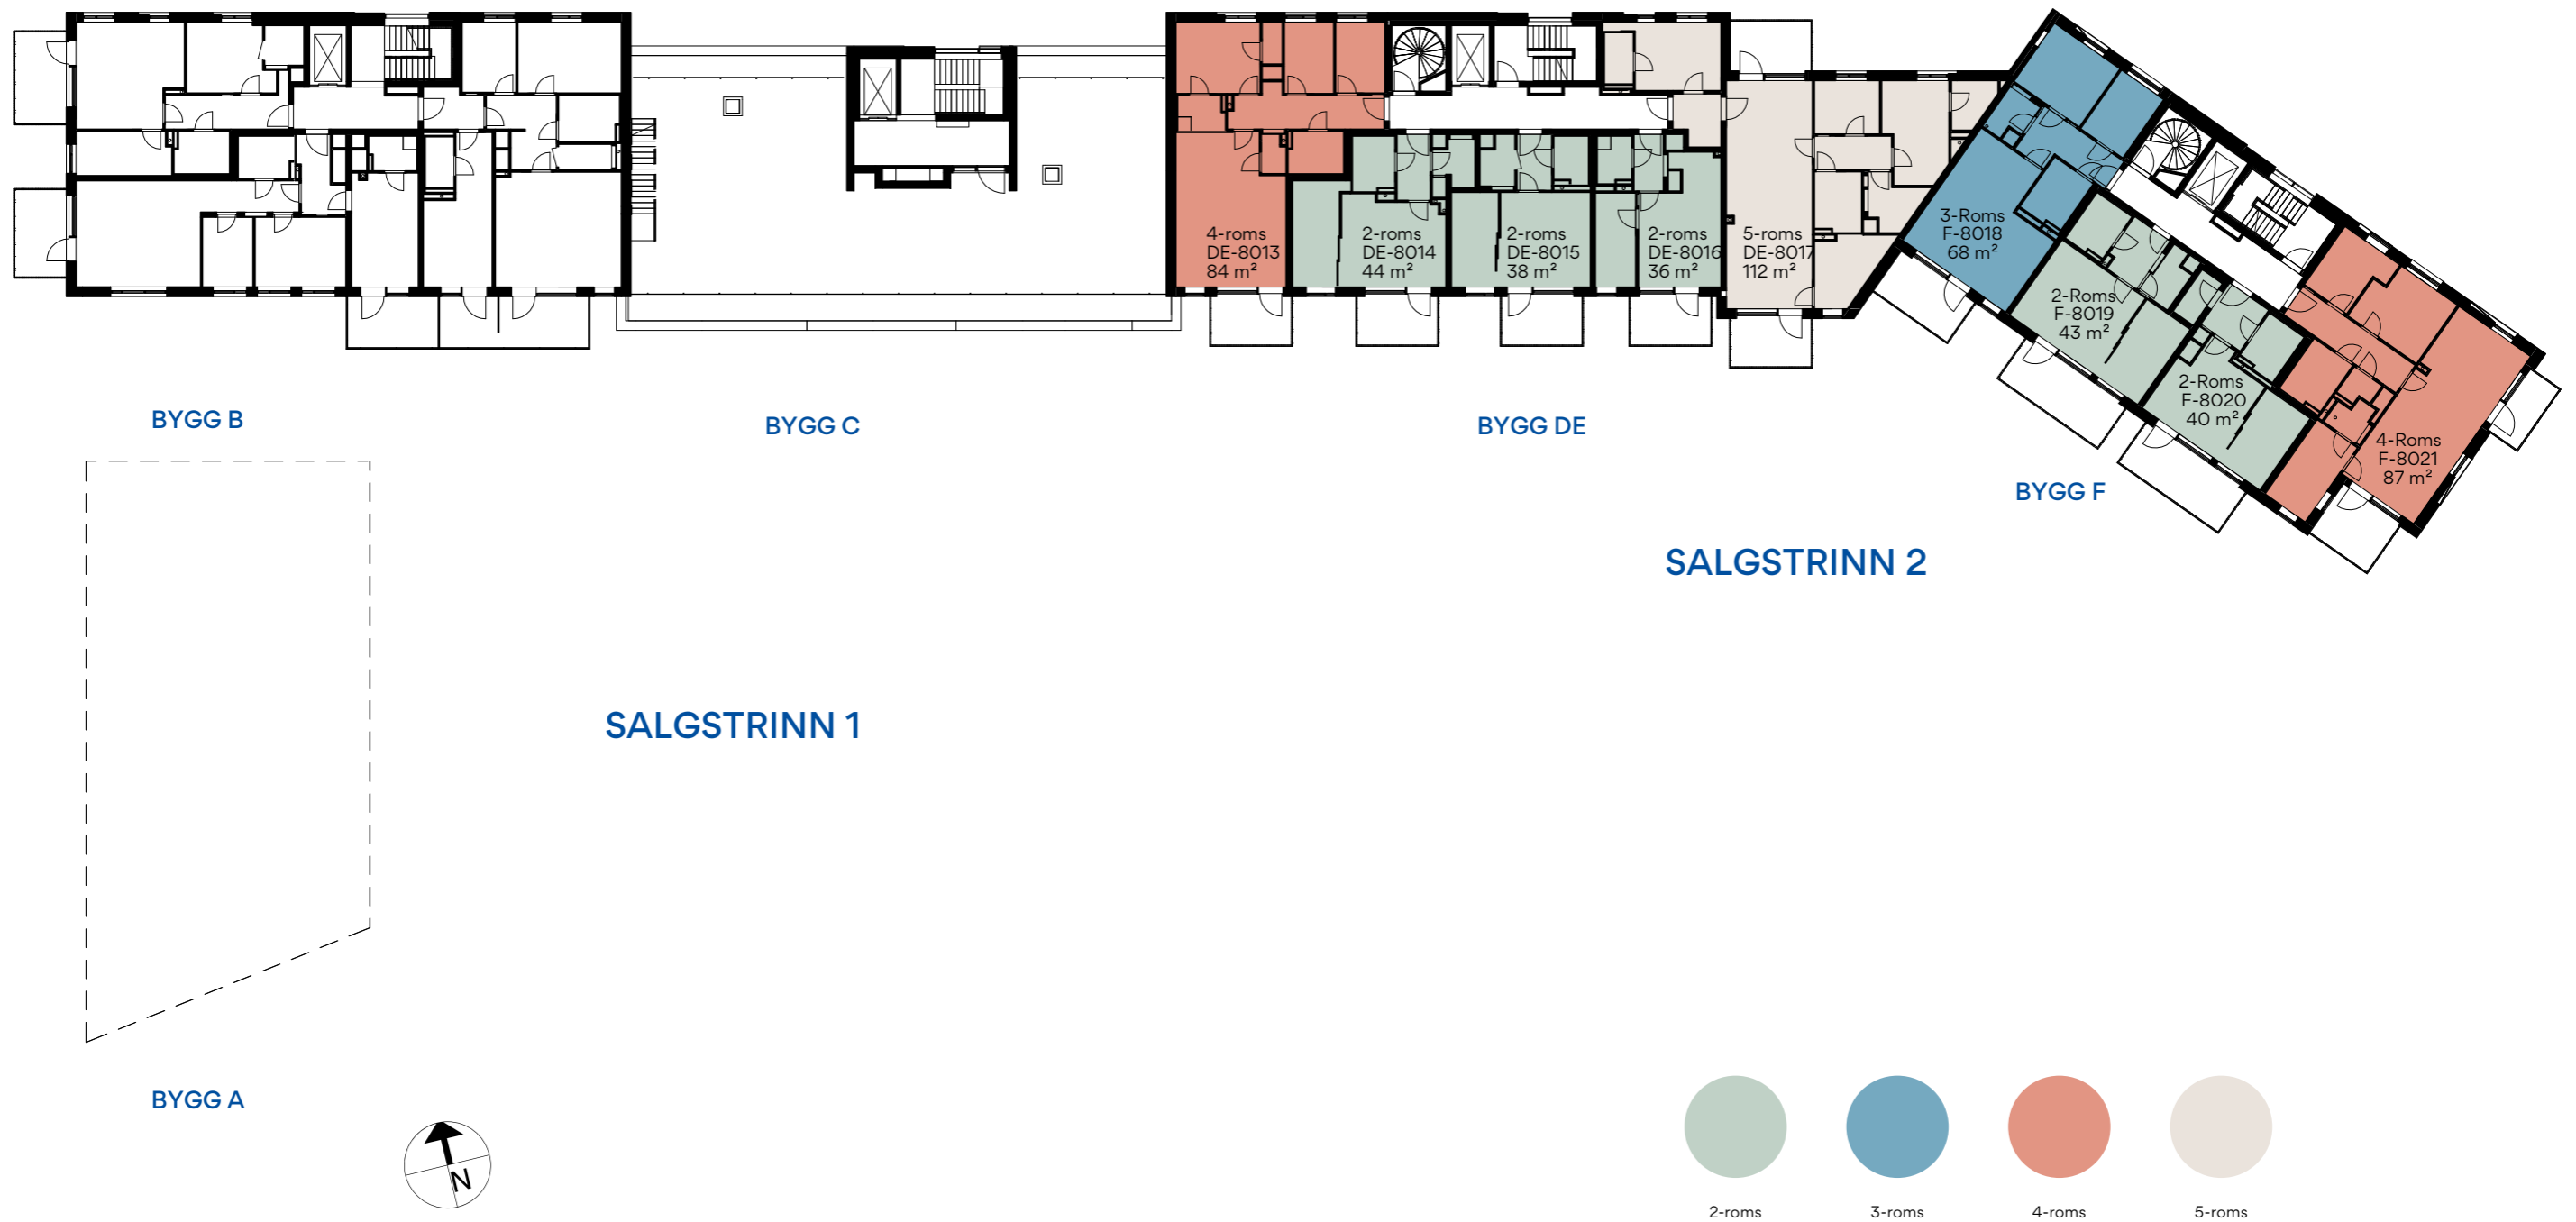 4-roms
DE-8013
84 m²
2-roms
DE-8014
44 m²
2-roms
DE-8015
38 m²
2-roms
DE-8016
36 m²
5-roms
DE-8017
112 m²
3-Roms
F-8018
68 m²
2-Roms
F-8019
43 m²
2-Roms
F-8020
40 m²
4-Roms
F-8021
87 m²
BYGG B
BYGG C
BYGG DE
BYGG F
SALGSTRINN 2
SALGSTRINN 1
BYGG A
N
2-roms
3-roms
4-roms
5-roms